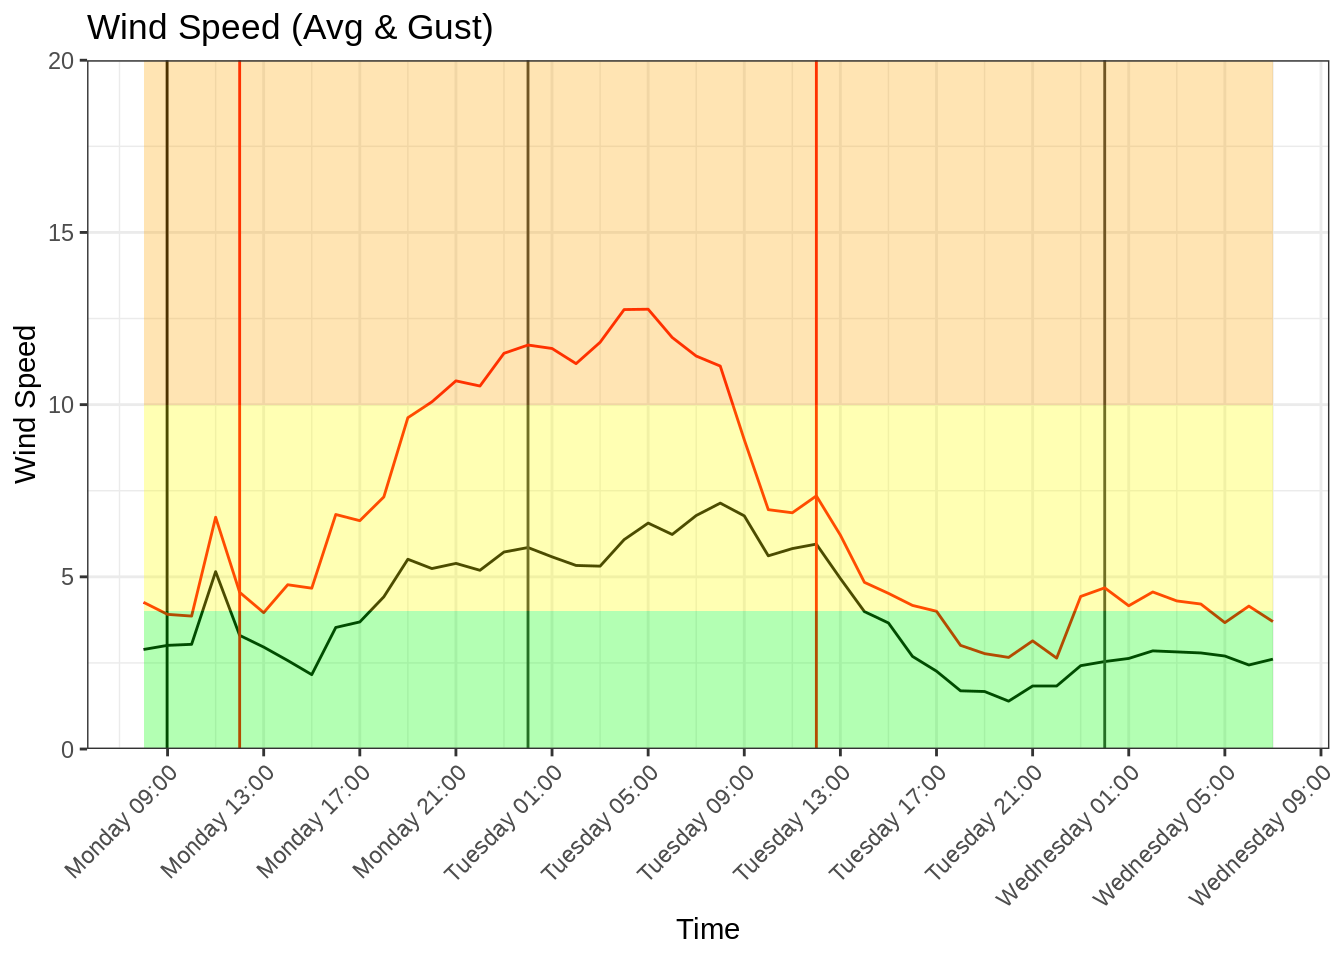 Wind Speed (Avg & Gust)
20
15
10
5
0
Wind Speed
Monday 09:00
Monday 13:00
Monday 17:00
Monday 21:00
Tuesday 01:00
Tuesday 05:00
Tuesday 09:00
Tuesday 13:00
Tuesday 17:00
Tuesday 21:00
Wednesday 01:00
Wednesday 05:00
Wednesday 09:00
Time